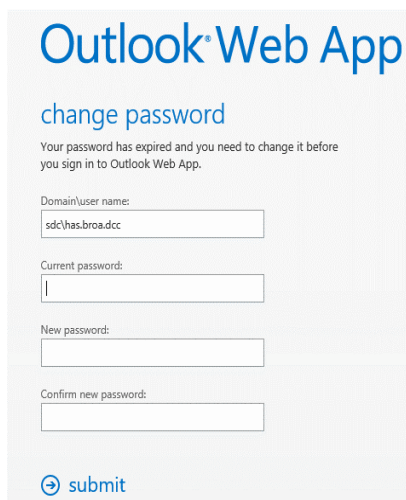 Outlook® Web App
change password
Your password has expired and you need to change it before
you sign in to Outlook Web App.
Domain\user name:
sdc\has.broa.dcc
Current password:
New password:
Confirm new password:
submit